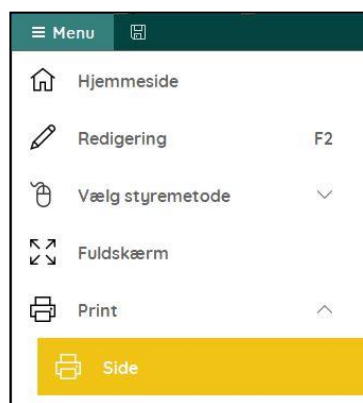 Menu
Hjemmeside
Redigering F2
Vælg styremetode
Fuldskærm
Print
Side